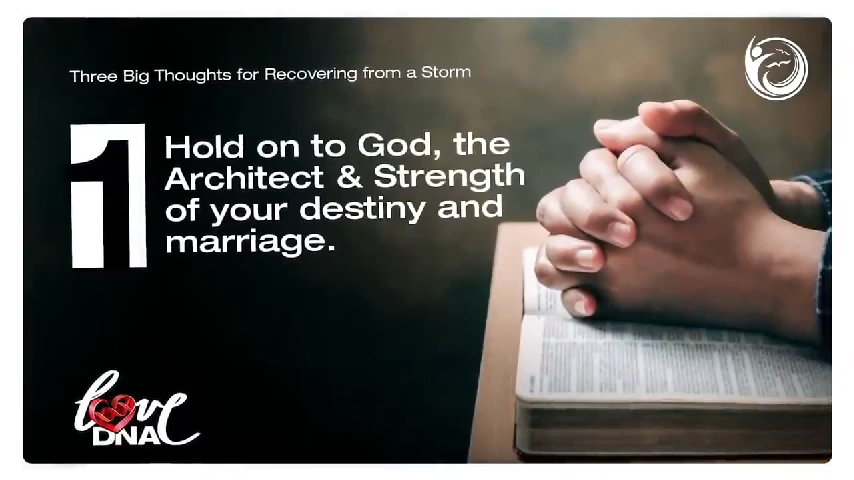 Three Big Thoughts for Recovering from a Storm
1
Hold on to God, the
Architect & Strength
of your destiny and
marriage.
love
DNA